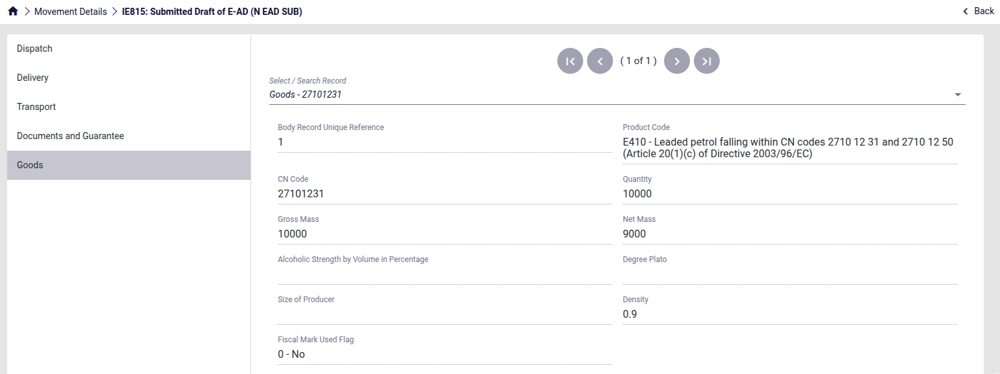 Movement Details
IE815: Submitted Draft of E-AD (N EAD SUB)
Back
Dispatch
Delivery
Transport
Documents and Guarantee
Goods
( 1 of 1 )
Select / Search Record
Goods - 27101231
Body Record Unique Reference
1
Product Code
E410 - Leaded petrol falling within CN codes 2710 12 31 and 2710 12 50
(Article 20(1)(c) of Directive 2003/96/EC)
CN Code
27101231
Quantity
10000
Gross Mass
10000
Net Mass
9000
Alcoholic Strength by Volume in Percentage
Degree Plato
Size of Producer
Density
0.9
Fiscal Mark Used Flag
0 - No